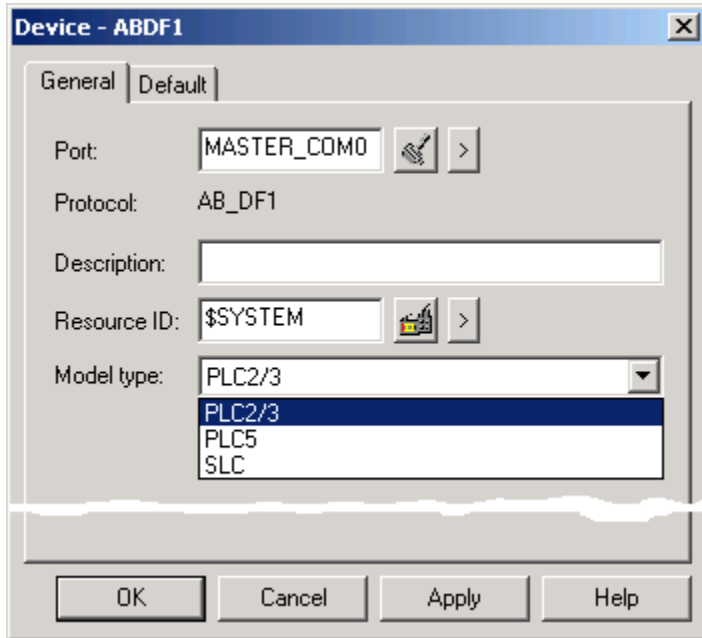 Device - ABDF1
General Default
Port: MASTER_COM0 >
Protocol: AB_DF1
Description:
Resource ID: $SYSTEM >
Model type: PLC2/3
PLC2/3
PLC5
SLC
OK Cancel Apply Help